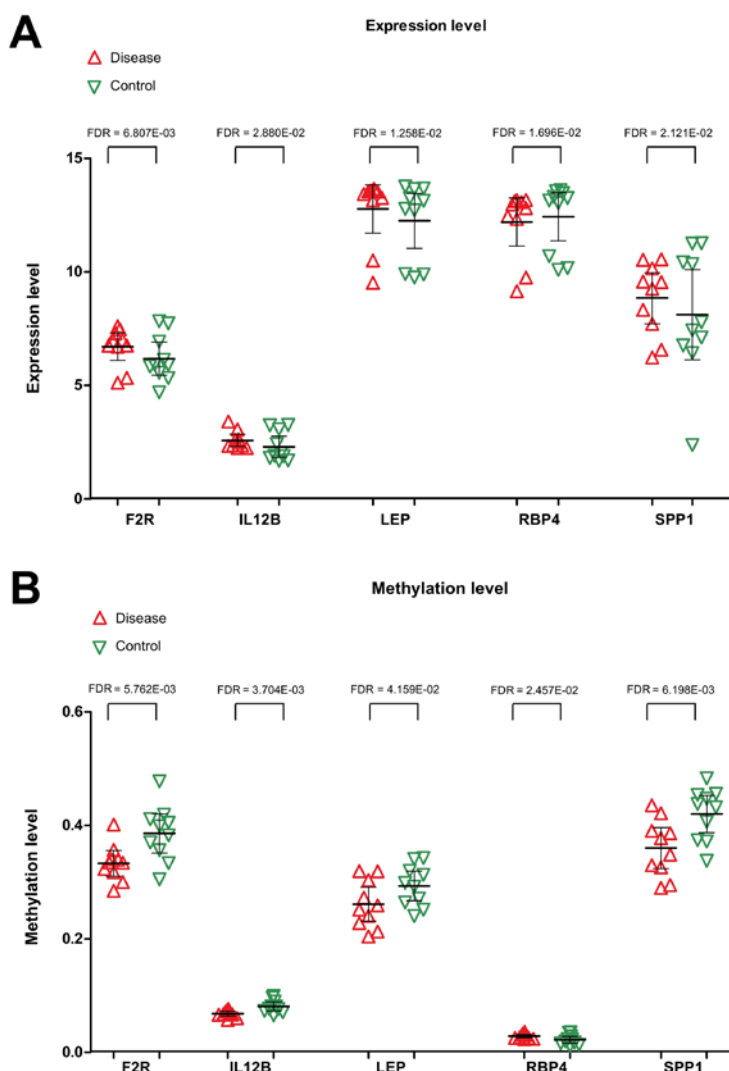 A
Expression level
Disease
Control
FDR = 6.807E-03 FDR = 2.880E-02 FDR = 1.258E-02 FDR = 1.696E-02 FDR = 2.121E-02
15
10
5
0
Expression level
F2R IL12B LEP RBP4 SPP1
B
Methylation level
Disease
Control
FDR = 5.762E-03 FDR = 3.704E-03 FDR = 4.159E-02 FDR = 2.457E-02 FDR = 6.198E-03
0.6
0.4
0.2
0.0
Methylation level
F2R IL12B LEP RBP4 SPP1